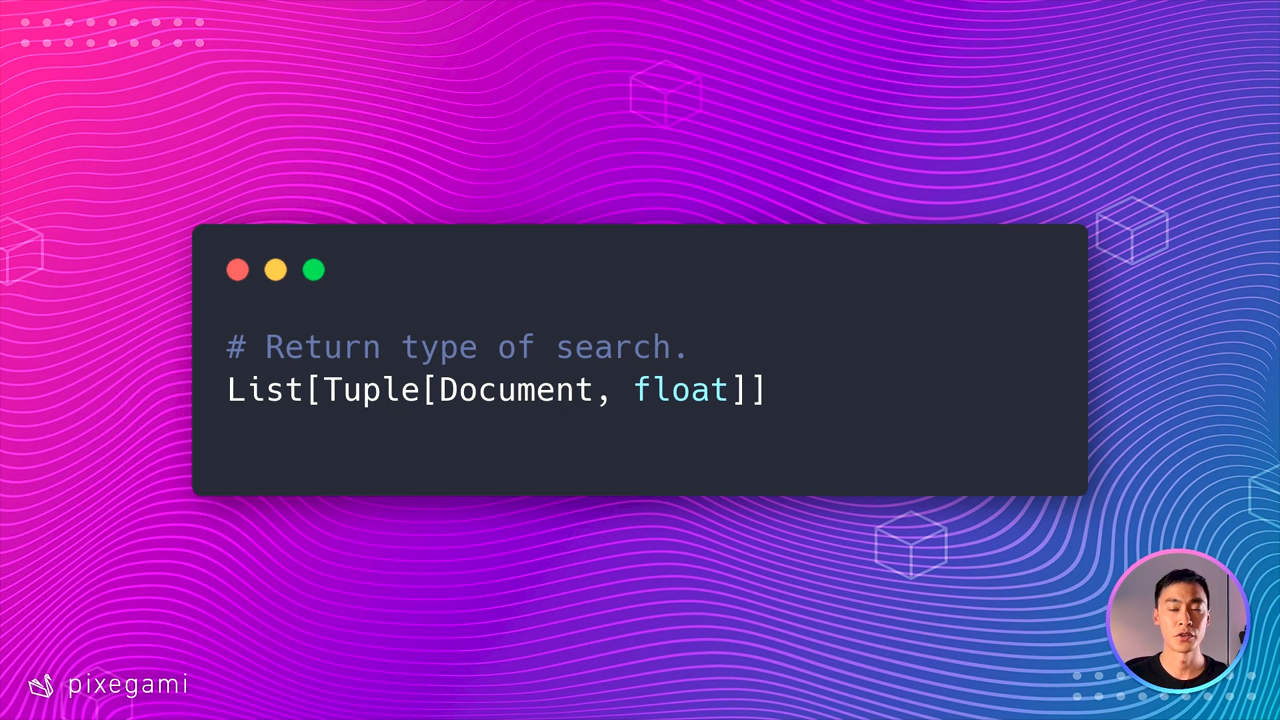 # Return type of search.
List[Tuple[Document, float]]
pixegami